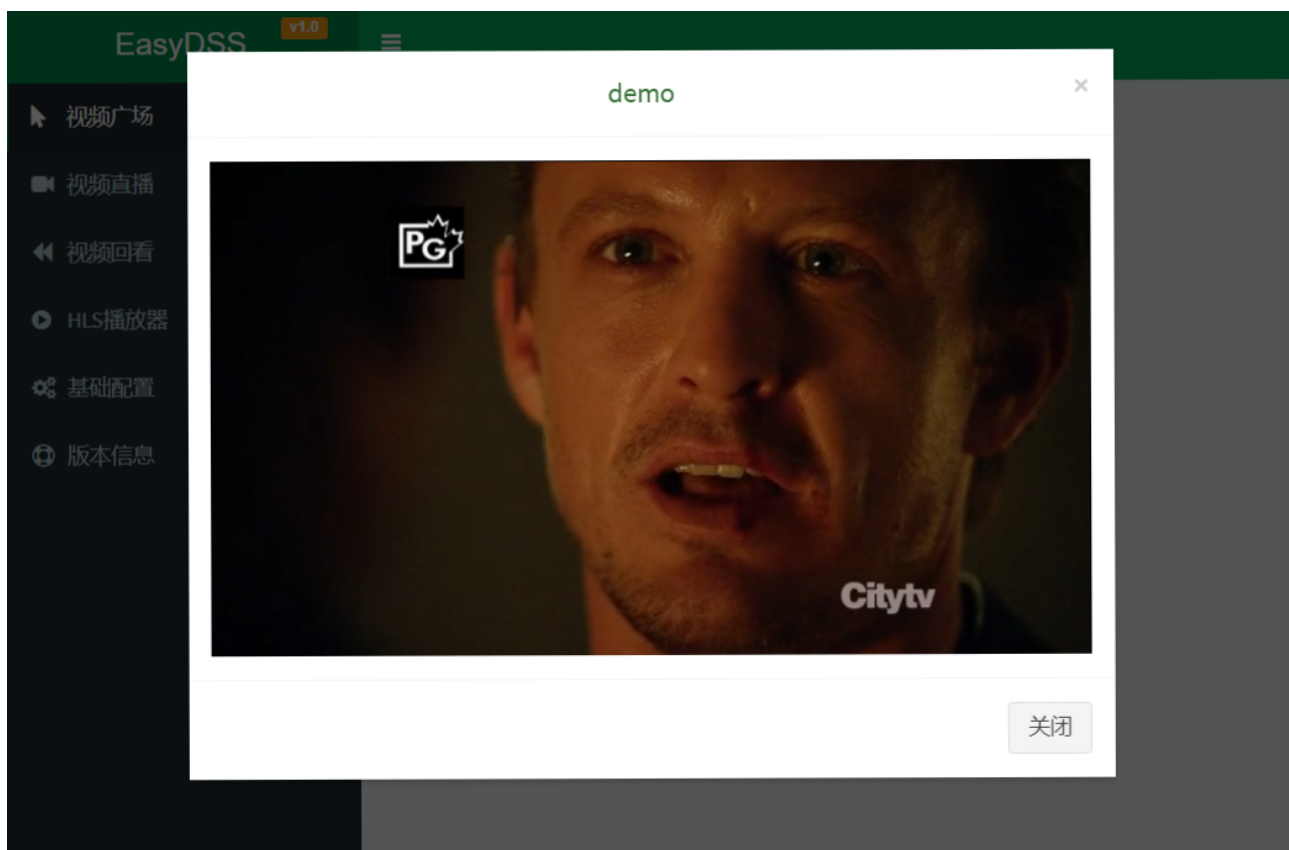 EasyDSS v1.0
demo ×
视频广场
视频直播
视频回看
HLS播放器
基础配置
版本信息
PG
Citytv
关闭